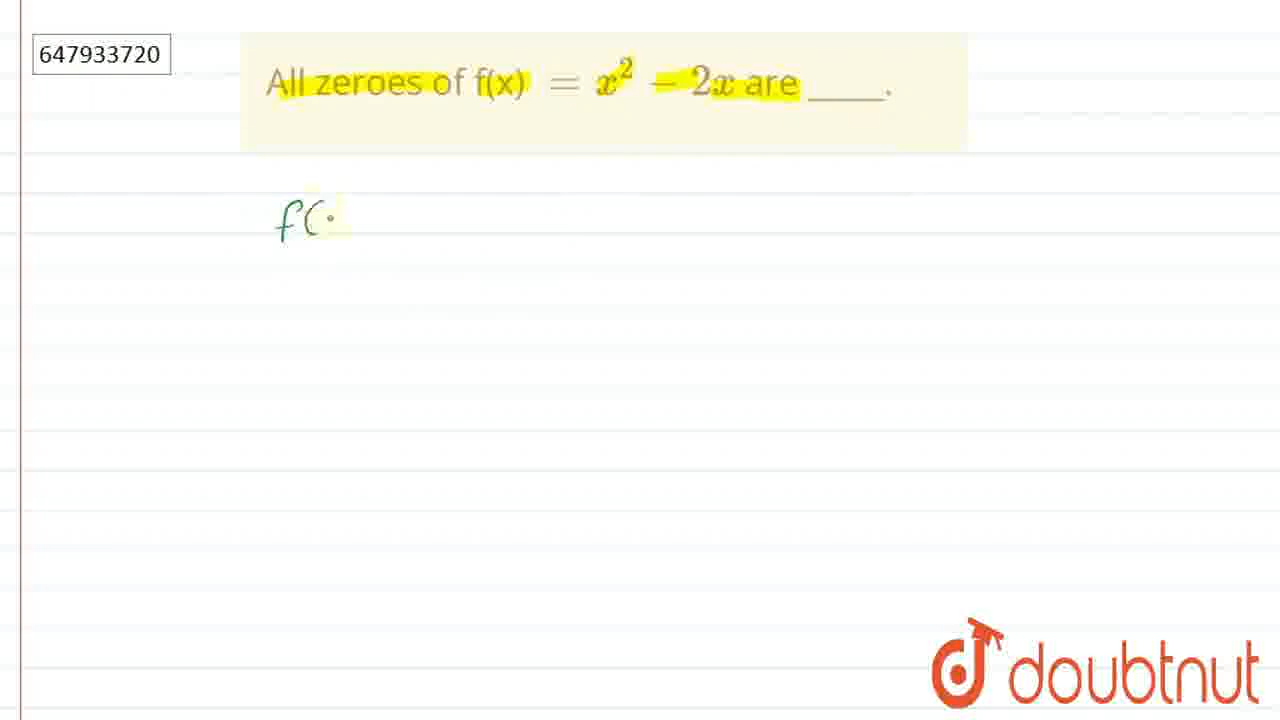 647933720
All zeroes of f(x) = x² − 2x are ____.
f(
doubtnut